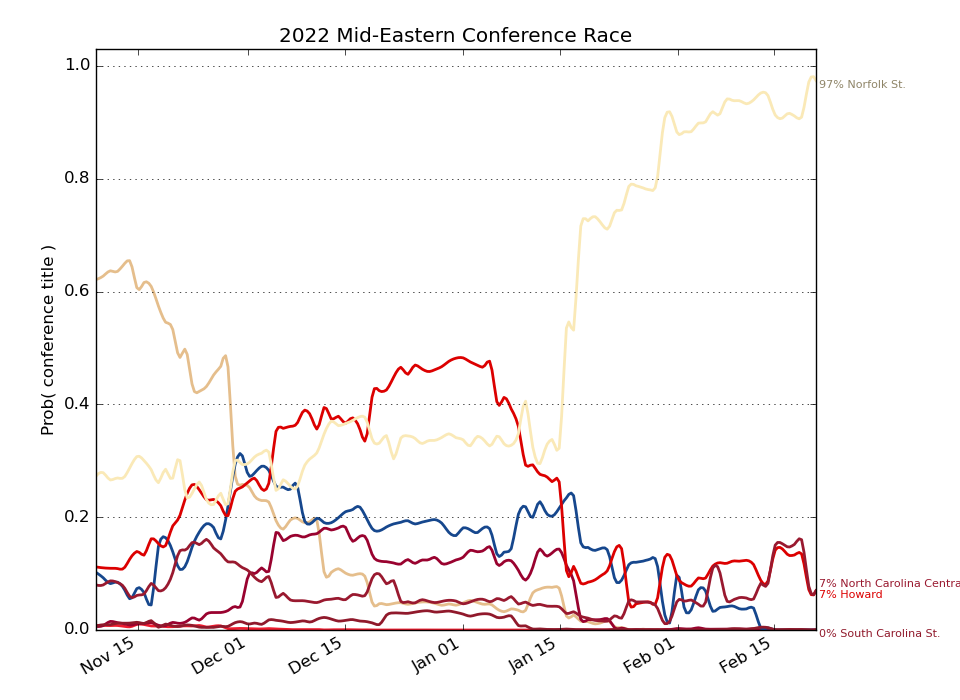 2022 Mid-Eastern Conference Race
Prob( conference title )
1.0
0.8
0.6
0.4
0.2
0.0
Nov 15
Dec 01
Dec 15
Jan 01
Jan 15
Feb 01
Feb 15
97% Norfolk St.
7% North Carolina Centra
7% Howard
0% South Carolina St.